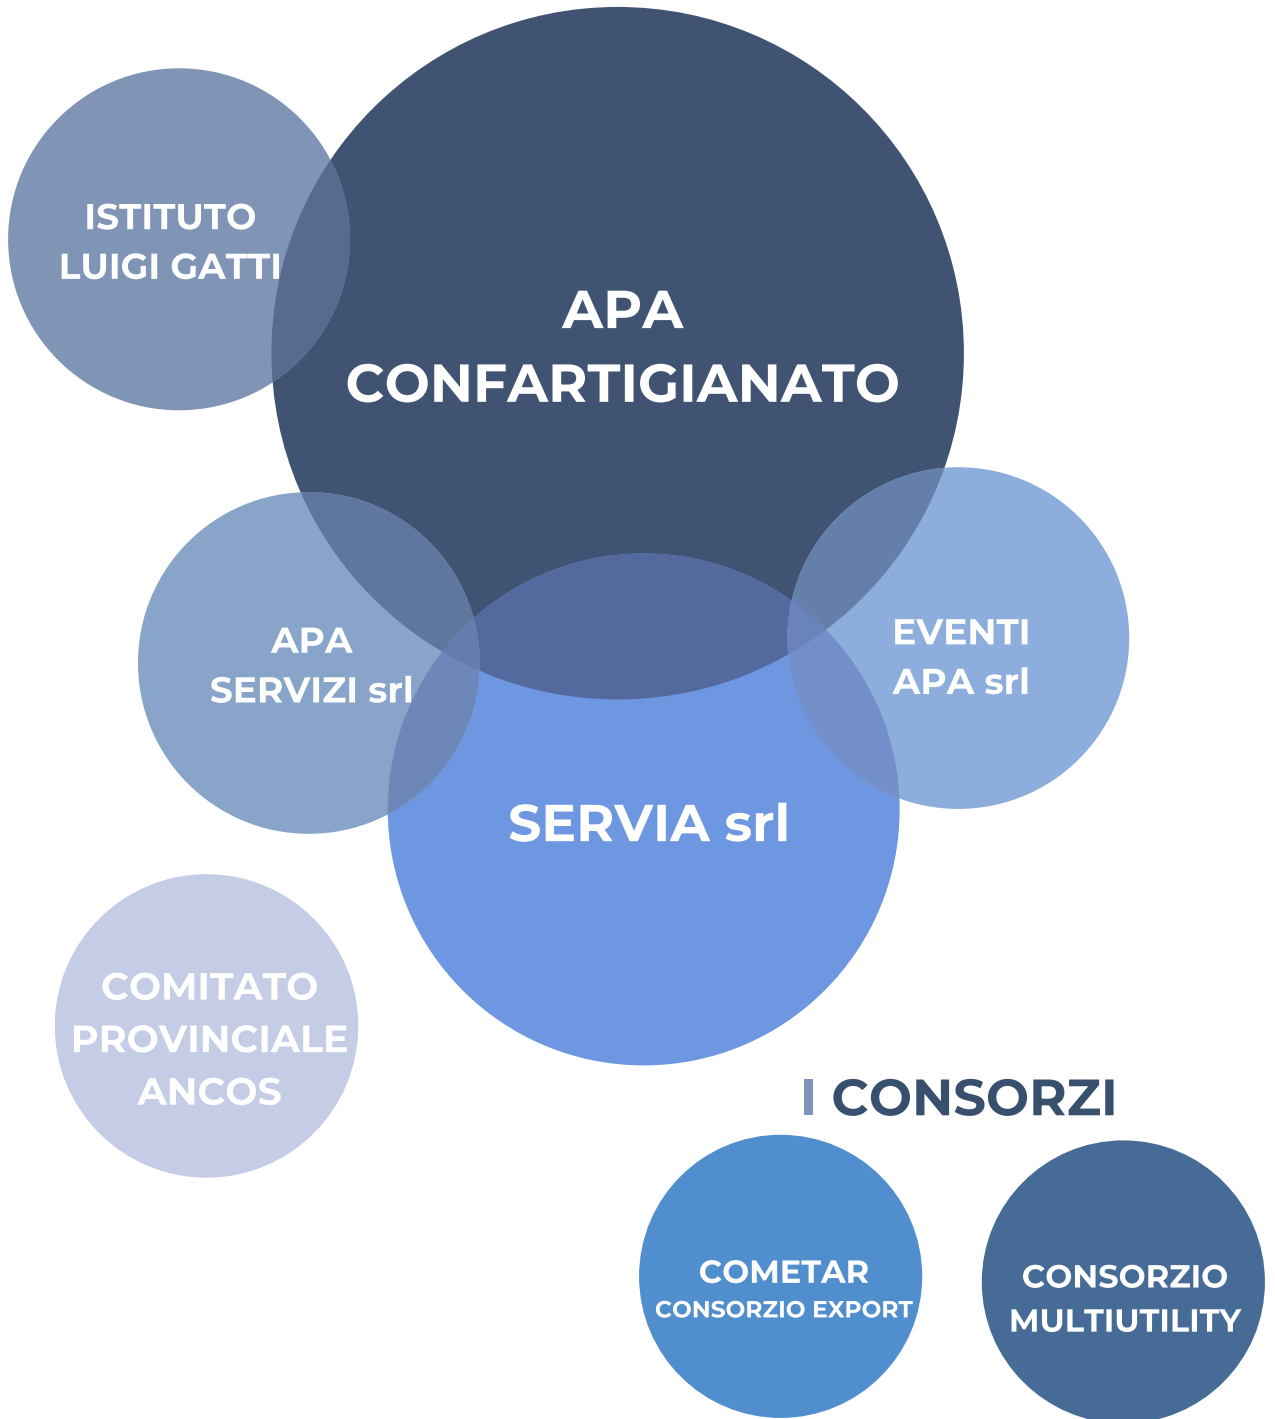 ISTITUTO
LUIGI GATTI
APA
CONFARTIGIANATO
APA
SERVIZI srl
EVENTI
APA srl
SERVIA srl
COMITATO
PROVINCIALE
ANCOS
I CONSORZI
COMETAR
CONSORZIO EXPORT
CONSORZIO
MULTIUTILITY